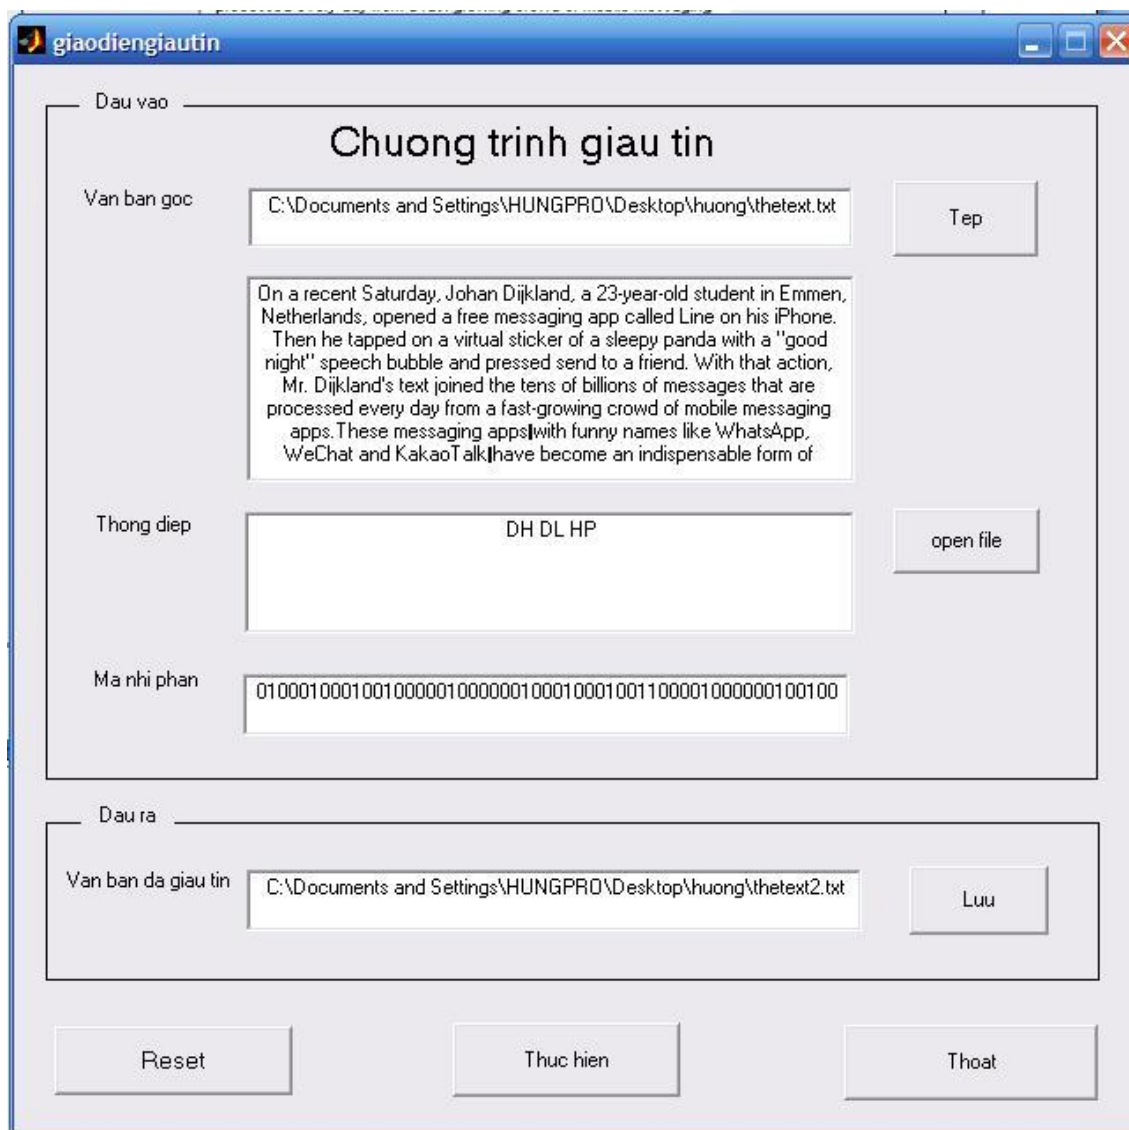 giaodiengiautin
Dau vao
Chuong trinh giau tin
Van ban goc
C:\Documents and Settings\HUNGPRO\Desktop\huong\thetext.txt
Tep
On a recent Saturday, Johan Dijkland, a 23-year-old student in Emmen,
Netherlands, opened a free messaging app called Line on his iPhone.
Then he tapped on a virtual sticker of a sleepy panda with a "good
night" speech bubble and pressed send to a friend. With that action,
Mr. Dijkland's text joined the tens of billions of messages that are
processed every day from a fast-growing crowd of mobile messaging
apps.These messaging apps|with funny names like WhatsApp,
WeChat and KakaoTalk|have become an indispensable form of
Thong diep
DH DL HP
open file
Ma nhi phan
0100010001001000001000000100010001001100001000000100100
Dau ra
Van ban da giau tin
C:\Documents and Settings\HUNGPRO\Desktop\huong\thetext2.txt
Luu
Reset
Thuc hien
Thoat